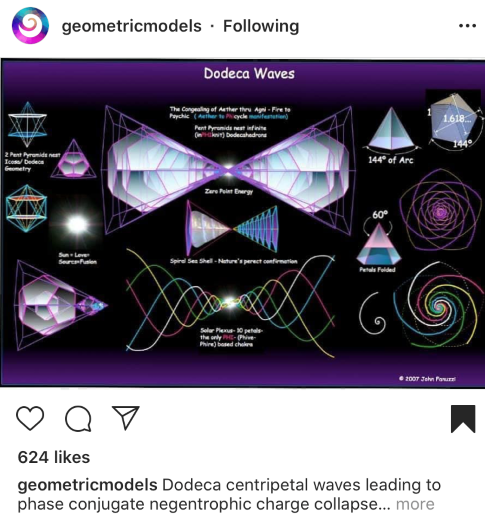 geometricmodels · Following
Dodeca Waves
The Congealing of Aether thru Agni - Fire to
Psychic ( Aether to PHIcycle manifestation)
Pent Pyramids nest infinite
(inPHIknit) Dodecahedrons
2 Pent Pyramids nest
Icosa/ Dodeca
Geometry
Zero Point Energy
Sun = Love=
Source=Fusion
Spiral Sea Shell - Nature's perect confirmation
Solar Plexus- 10 petals-
the only PHI- (Phive-
Phire) based chakra
1
1.618...
144°
144° of Arc
60°
Petals Folded
© 2007 John Fanuzzi
624 likes
geometricmodels Dodeca centripetal waves leading to
phase conjugate negentrophic charge collapse... more